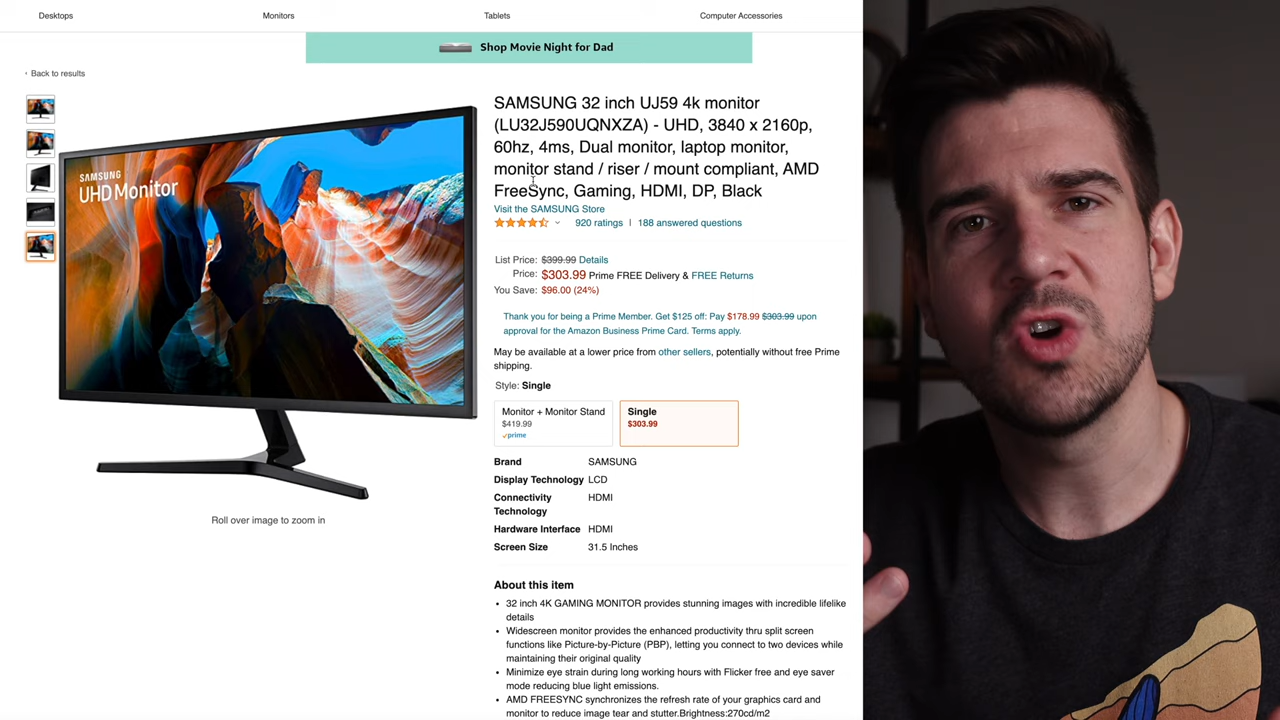 Desktops
Monitors
Tablets
Computer Accessories
Shop Movie Night for Dad
‹ Back to results
SAMSUNG
UHD Monitor
Roll over image to zoom in
SAMSUNG 32 inch UJ59 4k monitor
(LU32J590UQNXZA) - UHD, 3840 x 2160p,
60hz, 4ms, Dual monitor, laptop monitor,
monitor stand / riser / mount compliant, AMD
FreeSync, Gaming, HDMI, DP, Black
Visit the SAMSUNG Store
920 ratings | 188 answered questions
List Price: $399.99 Details
Price: $303.99 Prime FREE Delivery & FREE Returns
You Save: $96.00 (24%)
Thank you for being a Prime Member. Get $125 off: Pay $178.99 $303.99 upon
approval for the Amazon Business Prime Card. Terms apply.
May be available at a lower price from other sellers, potentially without free Prime
shipping.
Style: Single
Monitor + Monitor Stand
$419.99
prime
Single
$303.99
Brand SAMSUNG
Display Technology LCD
Connectivity HDMI
Technology
Hardware Interface HDMI
Screen Size 31.5 Inches
About this item
• 32 inch 4K GAMING MONITOR provides stunning images with incredible lifelike
details
• Widescreen monitor provides the enhanced productivity thru split screen
functions like Picture-by-Picture (PBP), letting you connect to two devices while
maintaining their original quality
• Minimize eye strain during long working hours with Flicker free and eye saver
mode reducing blue light emissions.
• AMD FREESYNC synchronizes the refresh rate of your graphics card and
monitor to reduce image tear and stutter.Brightness:270cd/m2